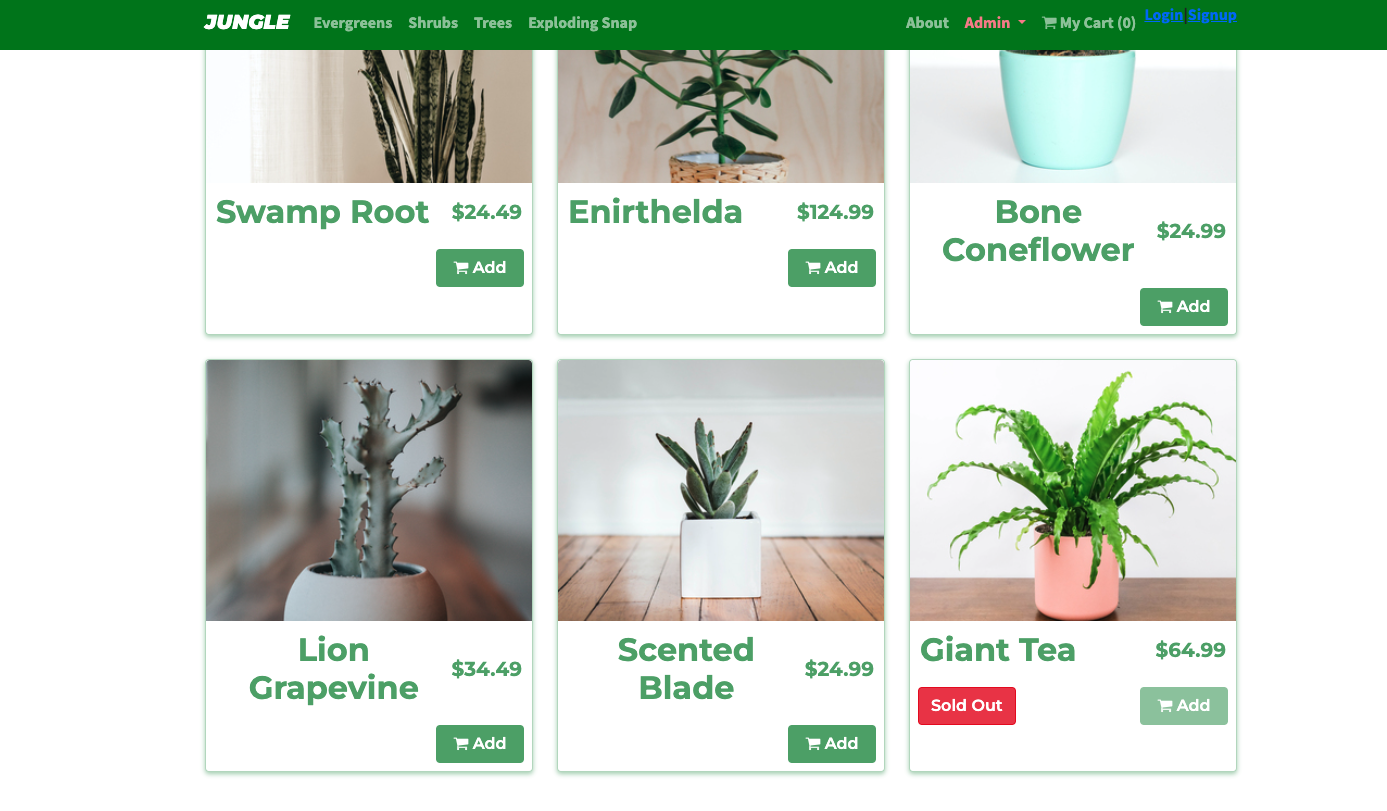 JUNGLE Evergreens Shrubs Trees Exploding Snap About Admin My Cart (0) Login|Signup
Swamp Root $24.49
Add
Enirthelda $124.99
Add
Bone
Coneflower
$24.99
Add
Lion
Grapevine
$34.49
Add
Scented
Blade
$24.99
Add
Giant Tea $64.99
Sold Out Add